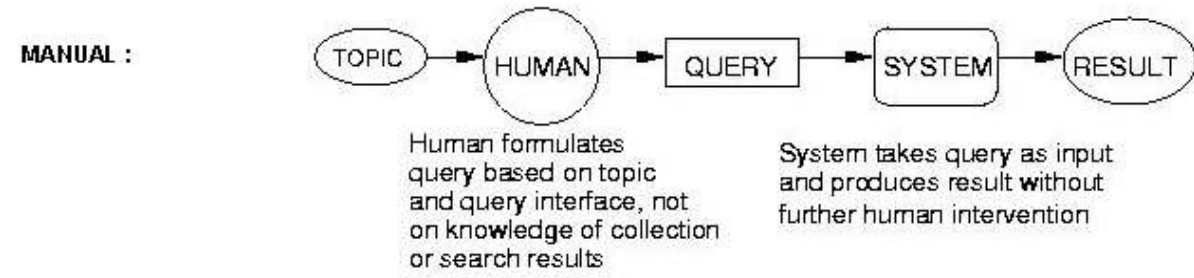 MANUAL :
TOPIC
HUMAN
QUERY
SYSTEM
RESULT
Human formulates
query based on topic
and query interface, not
on knowledge of collection
or search results
System takes query as input
and produces result without
further human intervention